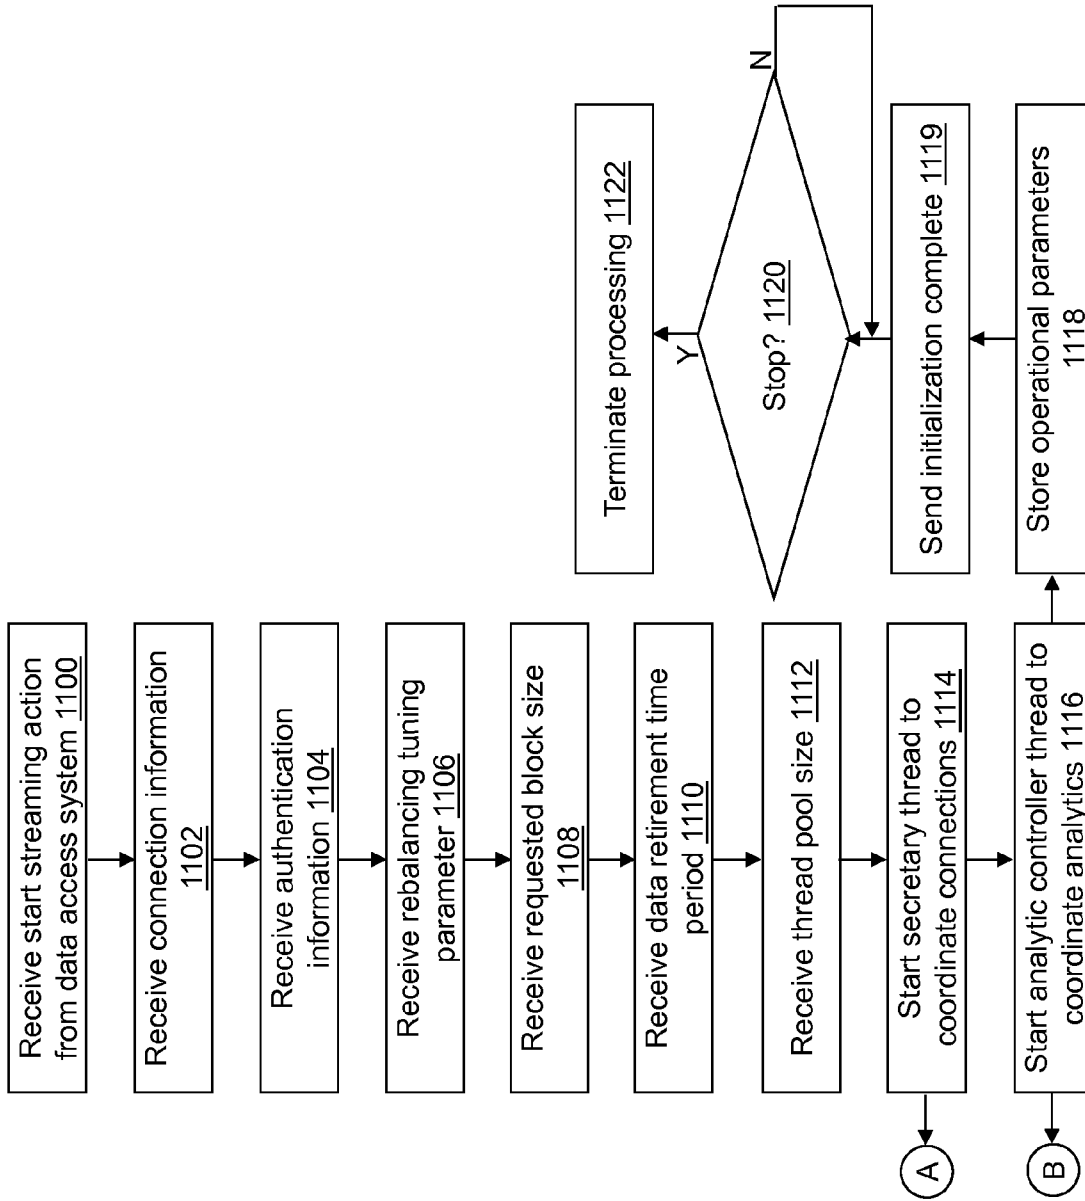 Receive start streaming action
from data access system 1100
Receive connection information
1102
Receive authentication
information 1104
Receive rebalancing tuning
parameter 1106
Receive requested block size
1108
Receive data retirement time
period 1110
Receive thread pool size 1112
Start secretary thread to
coordinate connections 1114
A
Start analytic controller thread to
coordinate analytics 1116
B
Store operational parameters
1118
Send initialization complete 1119
Stop? 1120
N
Y
Terminate processing 1122